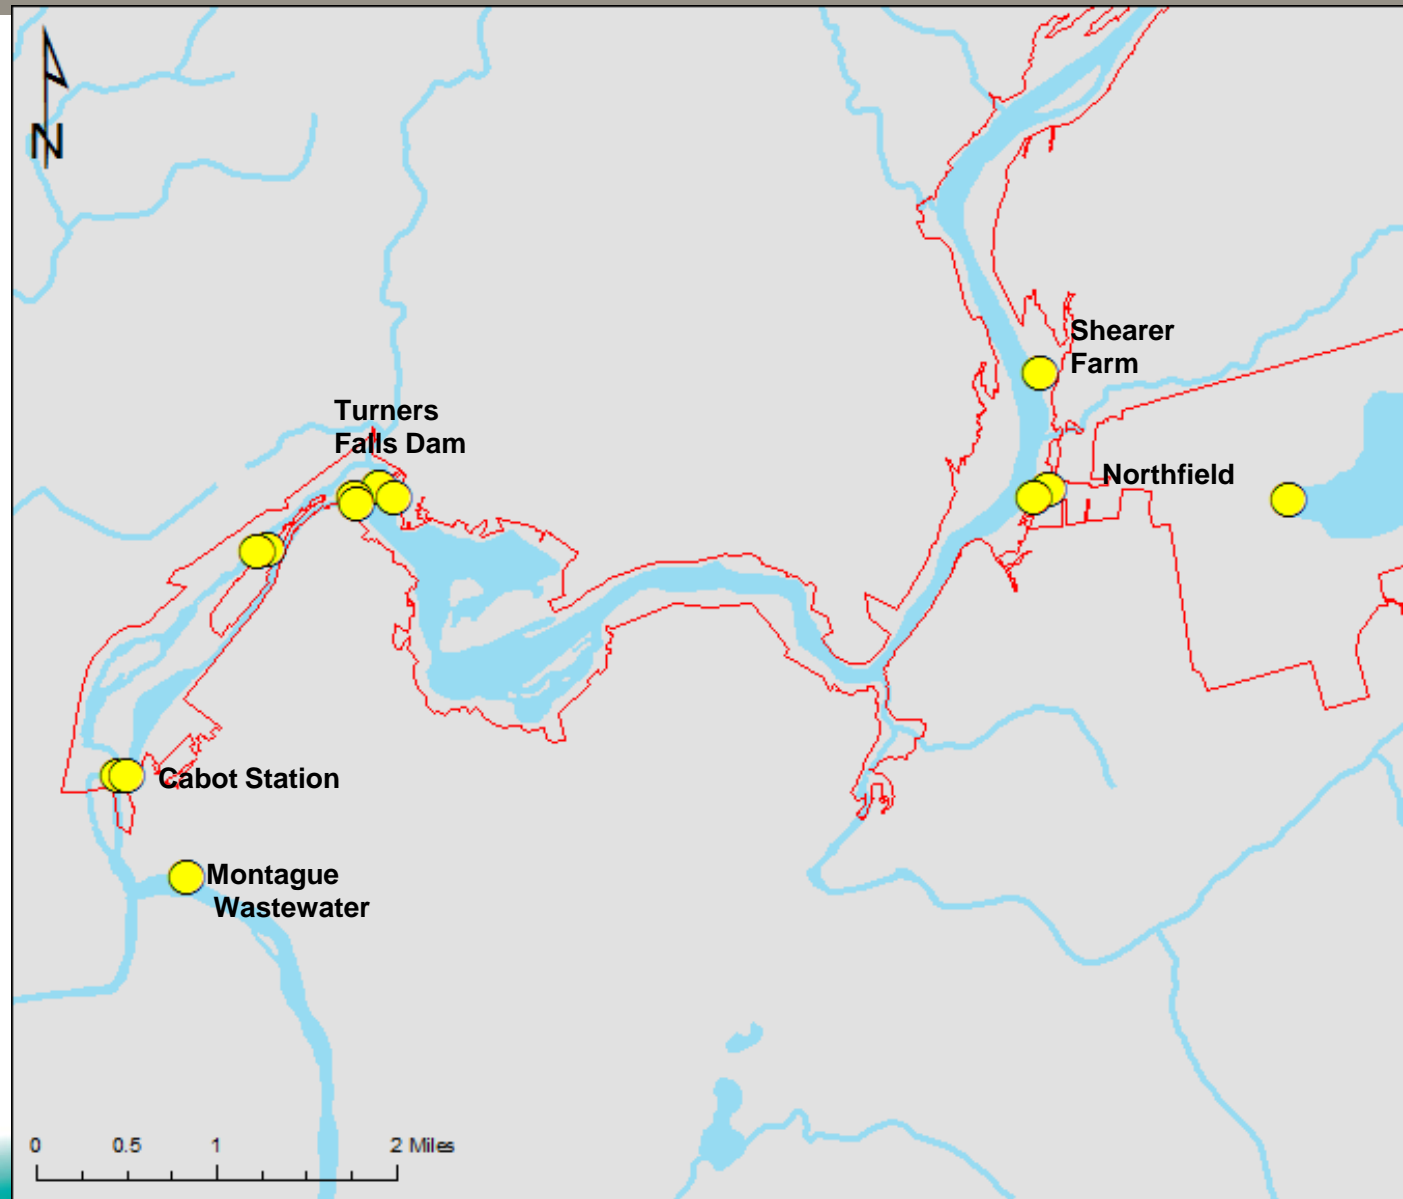 N
Shearer
Farm
Turners
Falls Dam
Northfield
Cabot Station
Montague
Wastewater
0 0.5 1 2 Miles